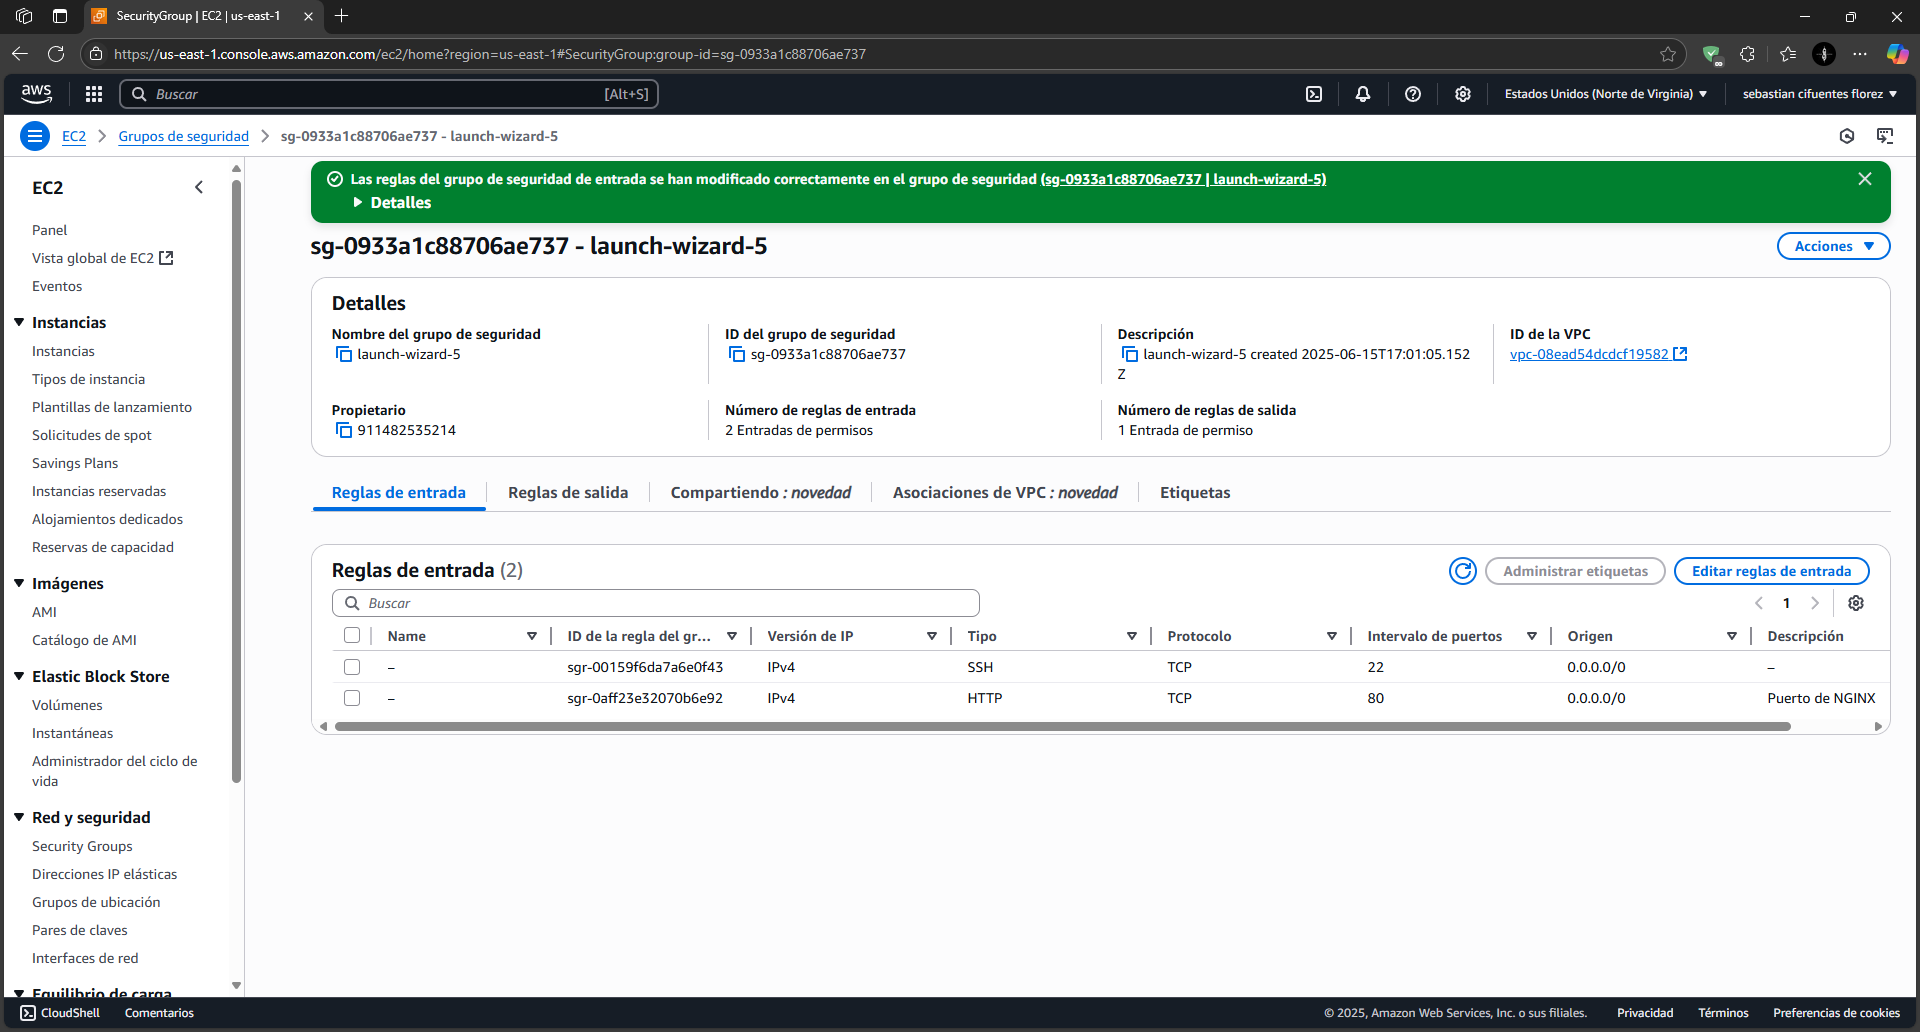 SecurityGroup | EC2 | us-east-1
https://us-east-1.console.aws.amazon.com/ec2/home?region=us-east-1#SecurityGroup:group-id=sg-0933a1c88706ae737
aws
Buscar
[Alt+S]
Estados Unidos (Norte de Virginia)
sebastian cifuentes florez
EC2
Grupos de seguridad
sg-0933a1c88706ae737 - launch-wizard-5
EC2
Panel
Vista global de EC2
Eventos
Instancias
Instancias
Tipos de instancia
Plantillas de lanzamiento
Solicitudes de spot
Savings Plans
Instancias reservadas
Alojamientos dedicados
Reservas de capacidad
Imágenes
AMI
Catálogo de AMI
Elastic Block Store
Volúmenes
Instantáneas
Administrador del ciclo de
vida
Red y seguridad
Security Groups
Direcciones IP elásticas
Grupos de ubicación
Pares de claves
Interfaces de red
Equilibrio de carga
Las reglas del grupo de seguridad de entrada se han modificado correctamente en el grupo de seguridad (sg-0933a1c88706ae737 | launch-wizard-5)
Detalles
sg-0933a1c88706ae737 - launch-wizard-5
Acciones
Detalles
Nombre del grupo de seguridad
launch-wizard-5
ID del grupo de seguridad
sg-0933a1c88706ae737
Descripción
launch-wizard-5 created 2025-06-15T17:01:05.152
Z
ID de la VPC
vpc-08ead54dcdcf19582
Propietario
911482535214
Número de reglas de entrada
2 Entradas de permisos
Número de reglas de salida
1 Entrada de permiso
Reglas de entrada
Reglas de salida
Compartiendo : novedad
Asociaciones de VPC : novedad
Etiquetas
Reglas de entrada (2)
Administrar etiquetas
Editar reglas de entrada
Buscar
1
Name ID de la regla del gr... Versión de IP Tipo Protocolo Intervalo de puertos Origen Descripción
– sgr-00159f6da7a6e0f43 IPv4 SSH TCP 22 0.0.0.0/0 –
– sgr-0aff23e32070b6e92 IPv4 HTTP TCP 80 0.0.0.0/0 Puerto de NGINX
CloudShell
Comentarios
© 2025, Amazon Web Services, Inc. o sus filiales.
Privacidad
Términos
Preferencias de cookies